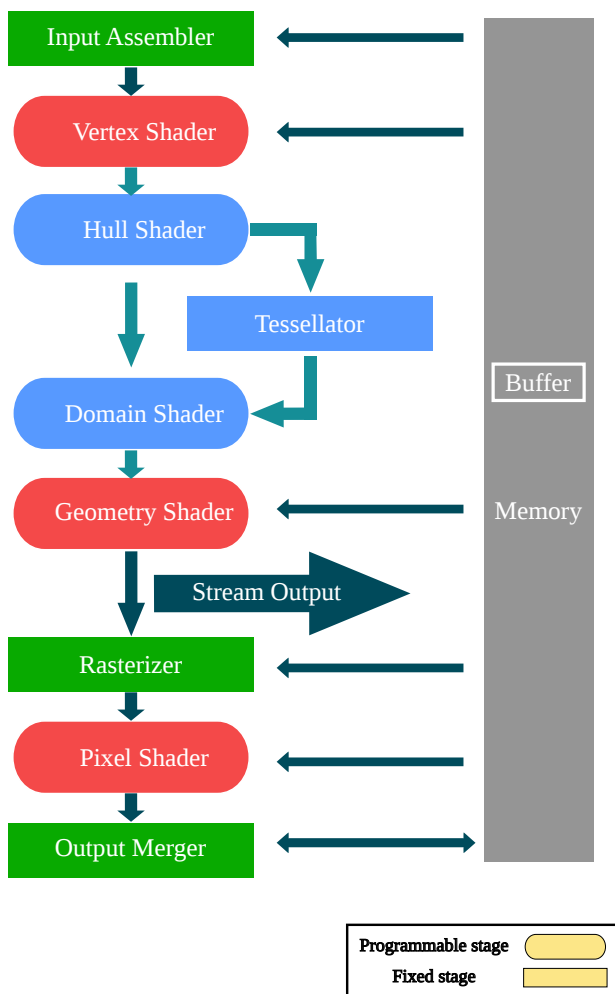 Input Assembler
Vertex Shader
Hull Shader
Tessellator
Buffer
Domain Shader
Geometry Shader
Memory
Stream Output
Rasterizer
Pixel Shader
Output Merger
Programmable stage
Fixed stage